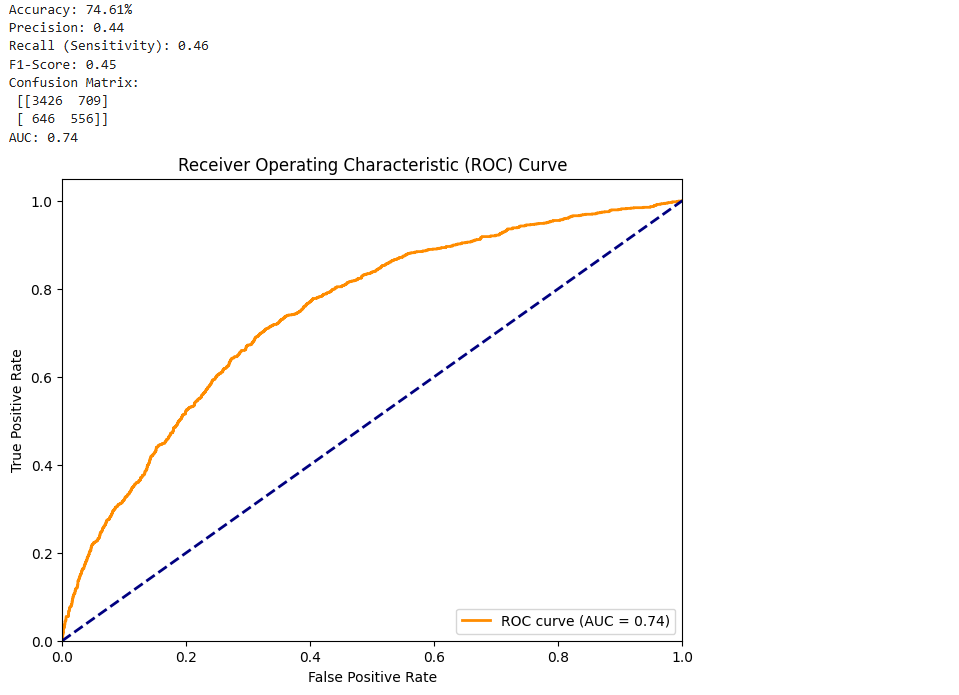 Accuracy: 74.61%
Precision: 0.44
Recall (Sensitivity): 0.46
F1-Score: 0.45
Confusion Matrix:
[[3426  709]
[ 646  556]]
AUC: 0.74
Receiver Operating Characteristic (ROC) Curve
1.0
0.8
0.6
0.4
0.2
0.0
True Positive Rate
ROC curve (AUC = 0.74)
0.0 0.2 0.4 0.6 0.8 1.0
False Positive Rate